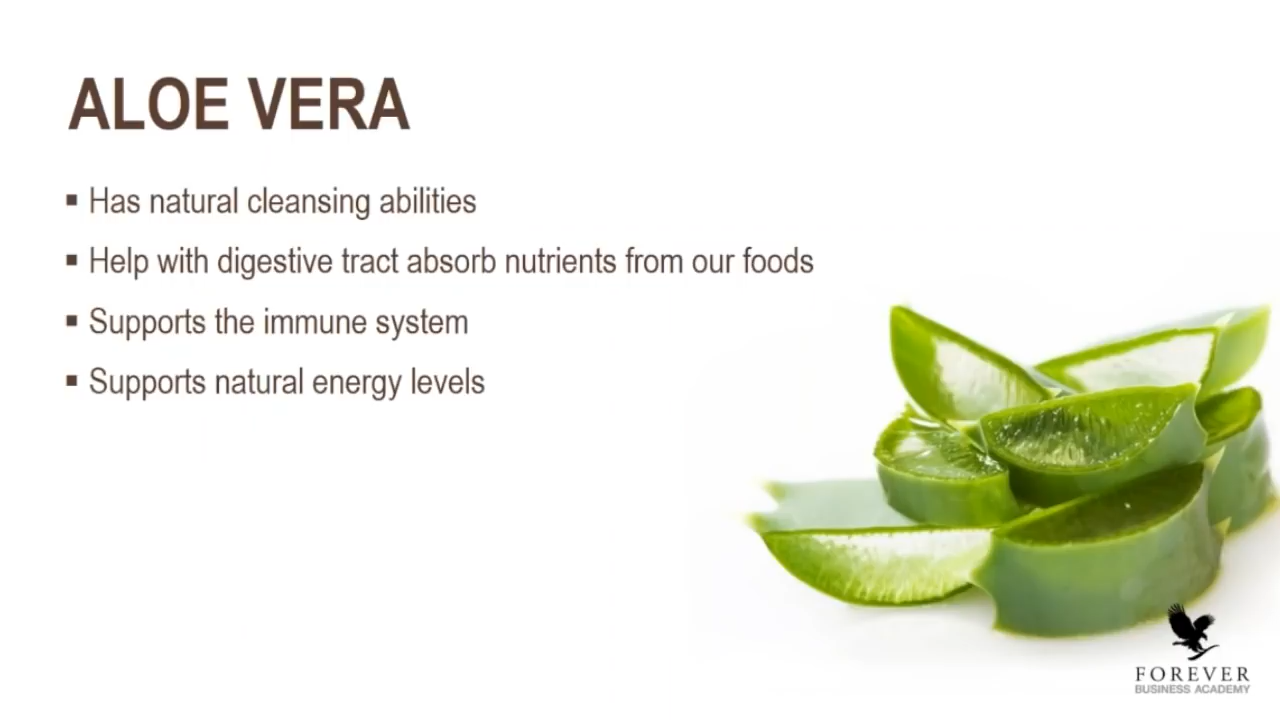 ALOE VERA
▪ Has natural cleansing abilities
▪ Help with digestive tract absorb nutrients from our foods
▪ Supports the immune system
▪ Supports natural energy levels
FOREVER
BUSINESS ACADEMY